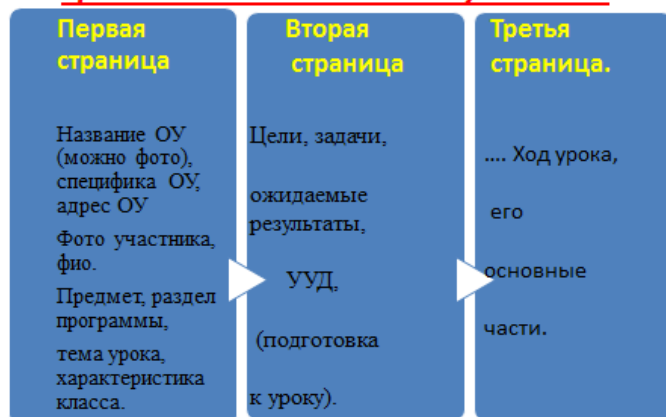 Первая
страница
Название ОУ
(можно фото),
специфика ОУ,
адрес ОУ
Фото участника,
фио.
Предмет, раздел
программы,
тема урока,
характеристика
класса.
Вторая
страница
Цели, задачи,
ожидаемые
результаты,
УУД,
(подготовка
к уроку).
Третья
страница.
.... Ход урока,
его
основные
части.